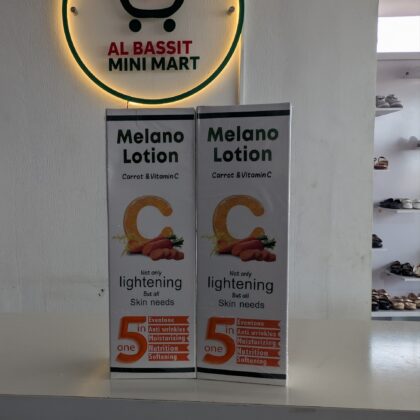 AL BASSIT
MINI MART
Melano
Lotion
Carrot & Vitamin C
C
Not only
lightening
But all
Skin needs
5 in
one
Eventone
Anti wrinkles
Moisturizing
Nutrition
Softening
Melano
Lotion
Carrot & Vitamin C
C
Not only
lightening
But all
Skin needs
5 in
one
Eventone
Anti wrinkles
Moisturizing
Nutrition
Softening